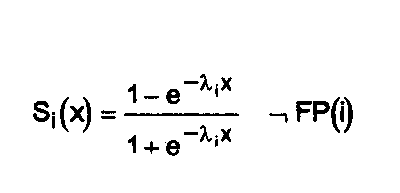 Sᵢ(x) = (1 − e^(−λᵢx)) / (1 + e^(−λᵢx)) ¬ FP(i)